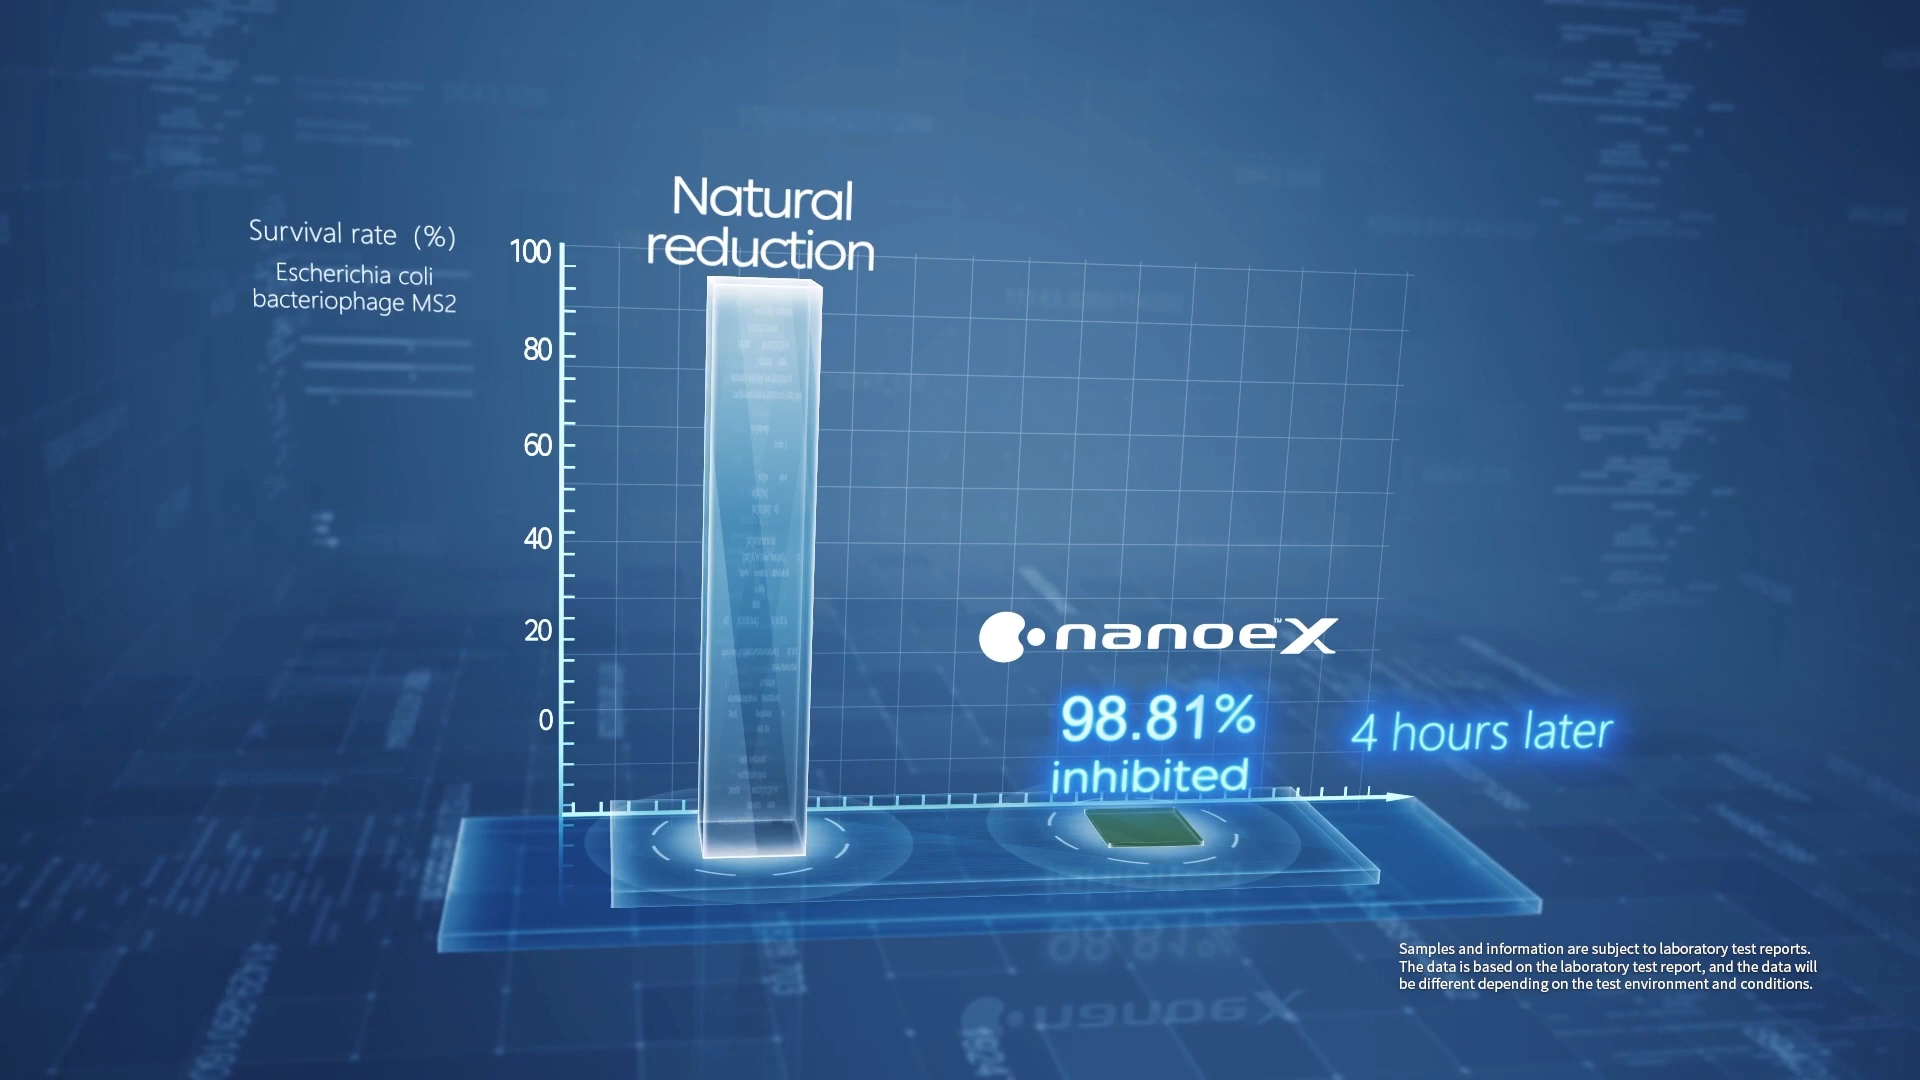 Natural
reduction
Survival rate (%)
Escherichia coli
bacteriophage MS2
100
80
60
40
20
0
nanoe™X
98.81%
inhibited
4 hours later
Samples and information are subject to laboratory test reports.
The data is based on the laboratory test report, and the data will
be different depending on the test environment and conditions.